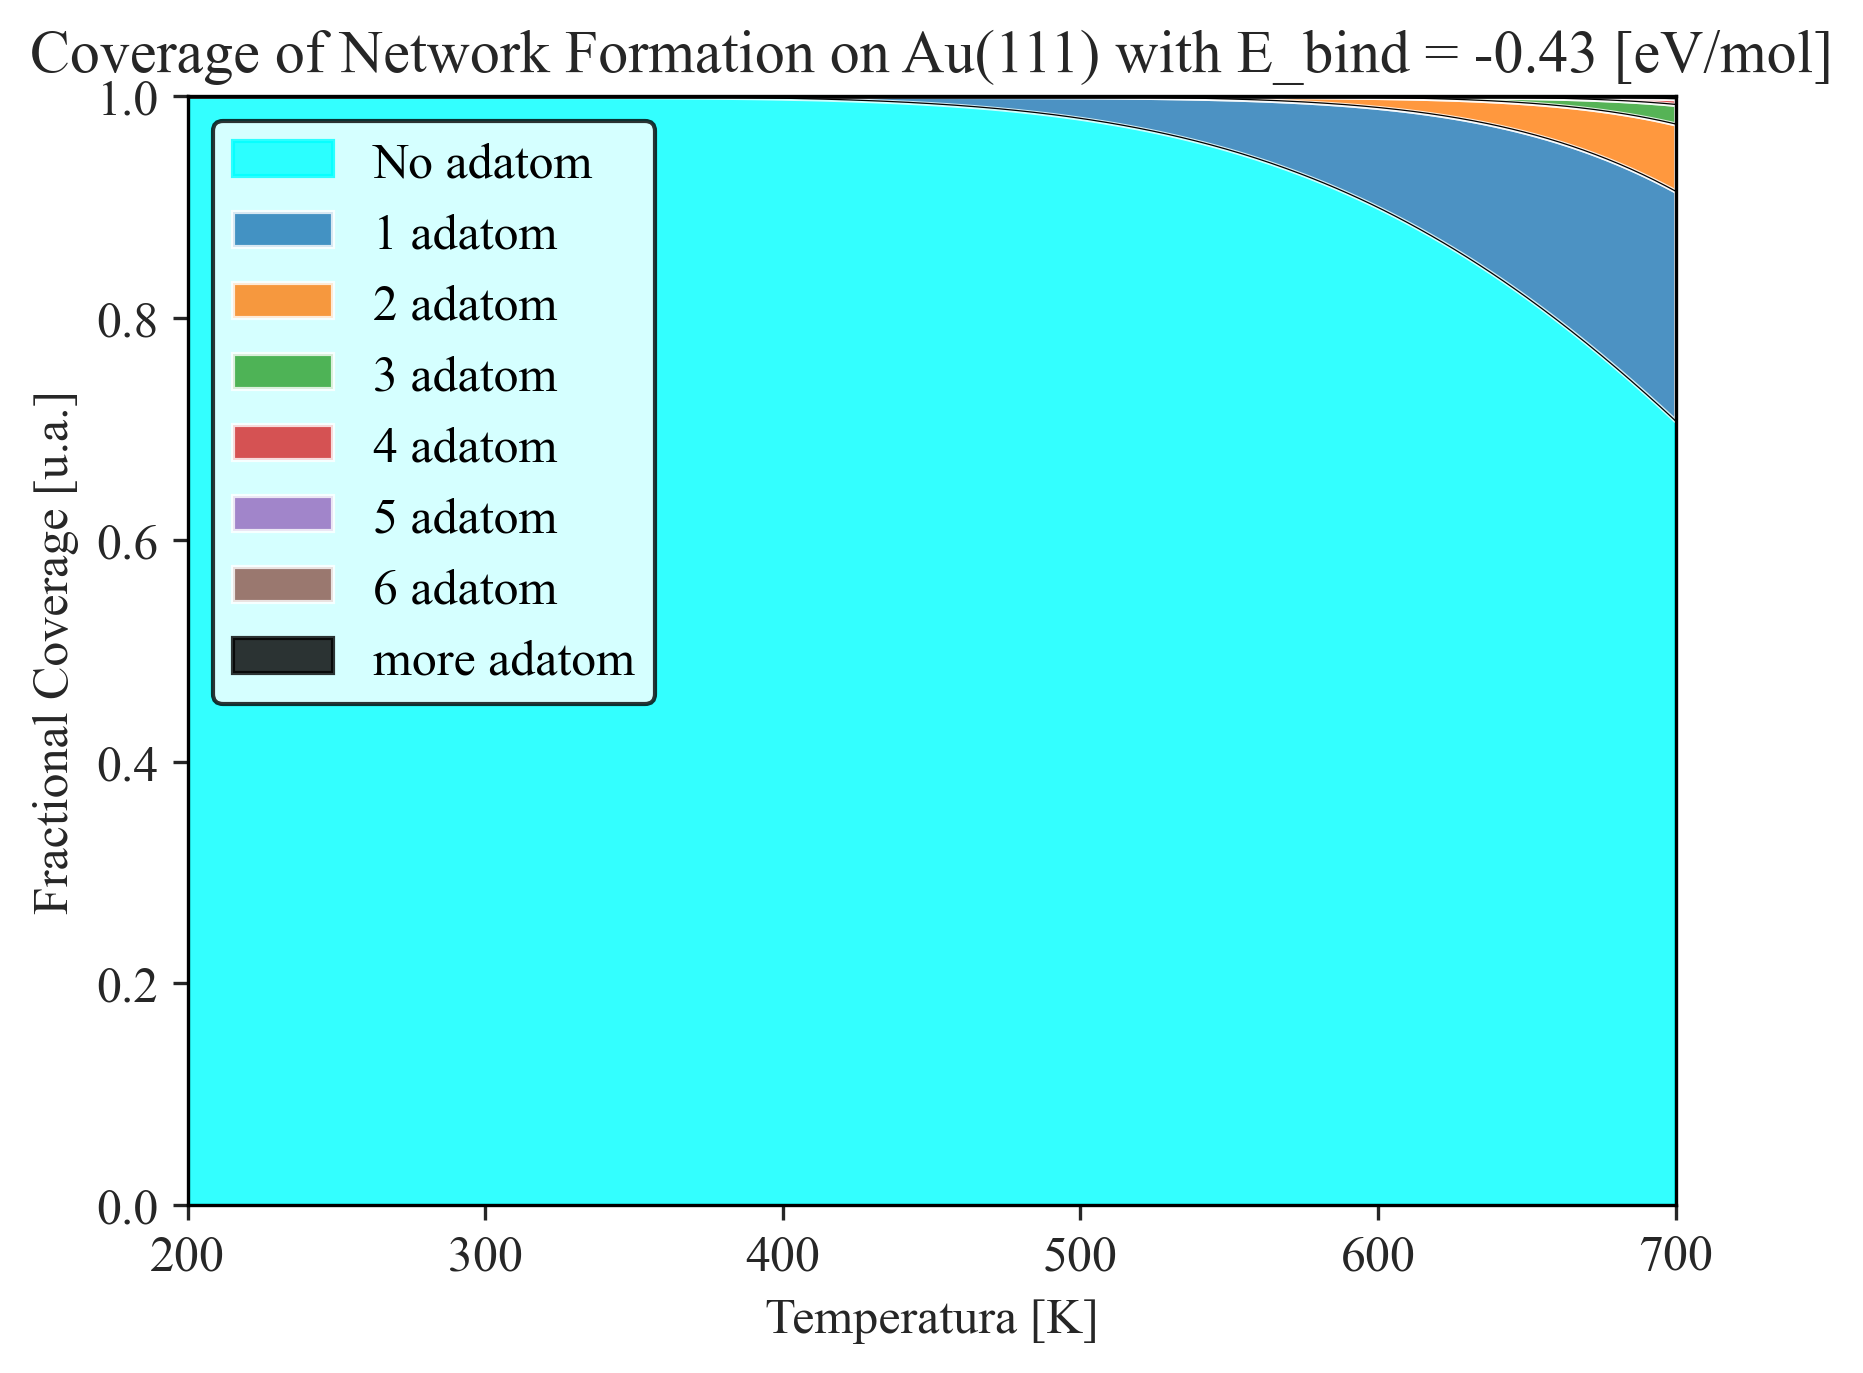 Coverage of Network Formation on Au(111) with E_bind = -0.43 [eV/mol]
1.0
0.8
0.6
0.4
0.2
0.0
Fractional Coverage [u.a.]
No adatom
1 adatom
2 adatom
3 adatom
4 adatom
5 adatom
6 adatom
more adatom
200 300 400 500 600 700
Temperatura [K]